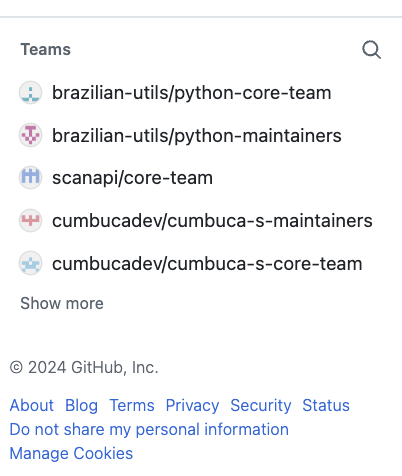 Teams
brazilian-utils/python-core-team
brazilian-utils/python-maintainers
scanapi/core-team
cumbucadev/cumbuca-s-maintainers
cumbucadev/cumbuca-s-core-team
Show more
© 2024 GitHub, Inc.
About Blog Terms Privacy Security Status
Do not share my personal information
Manage Cookies